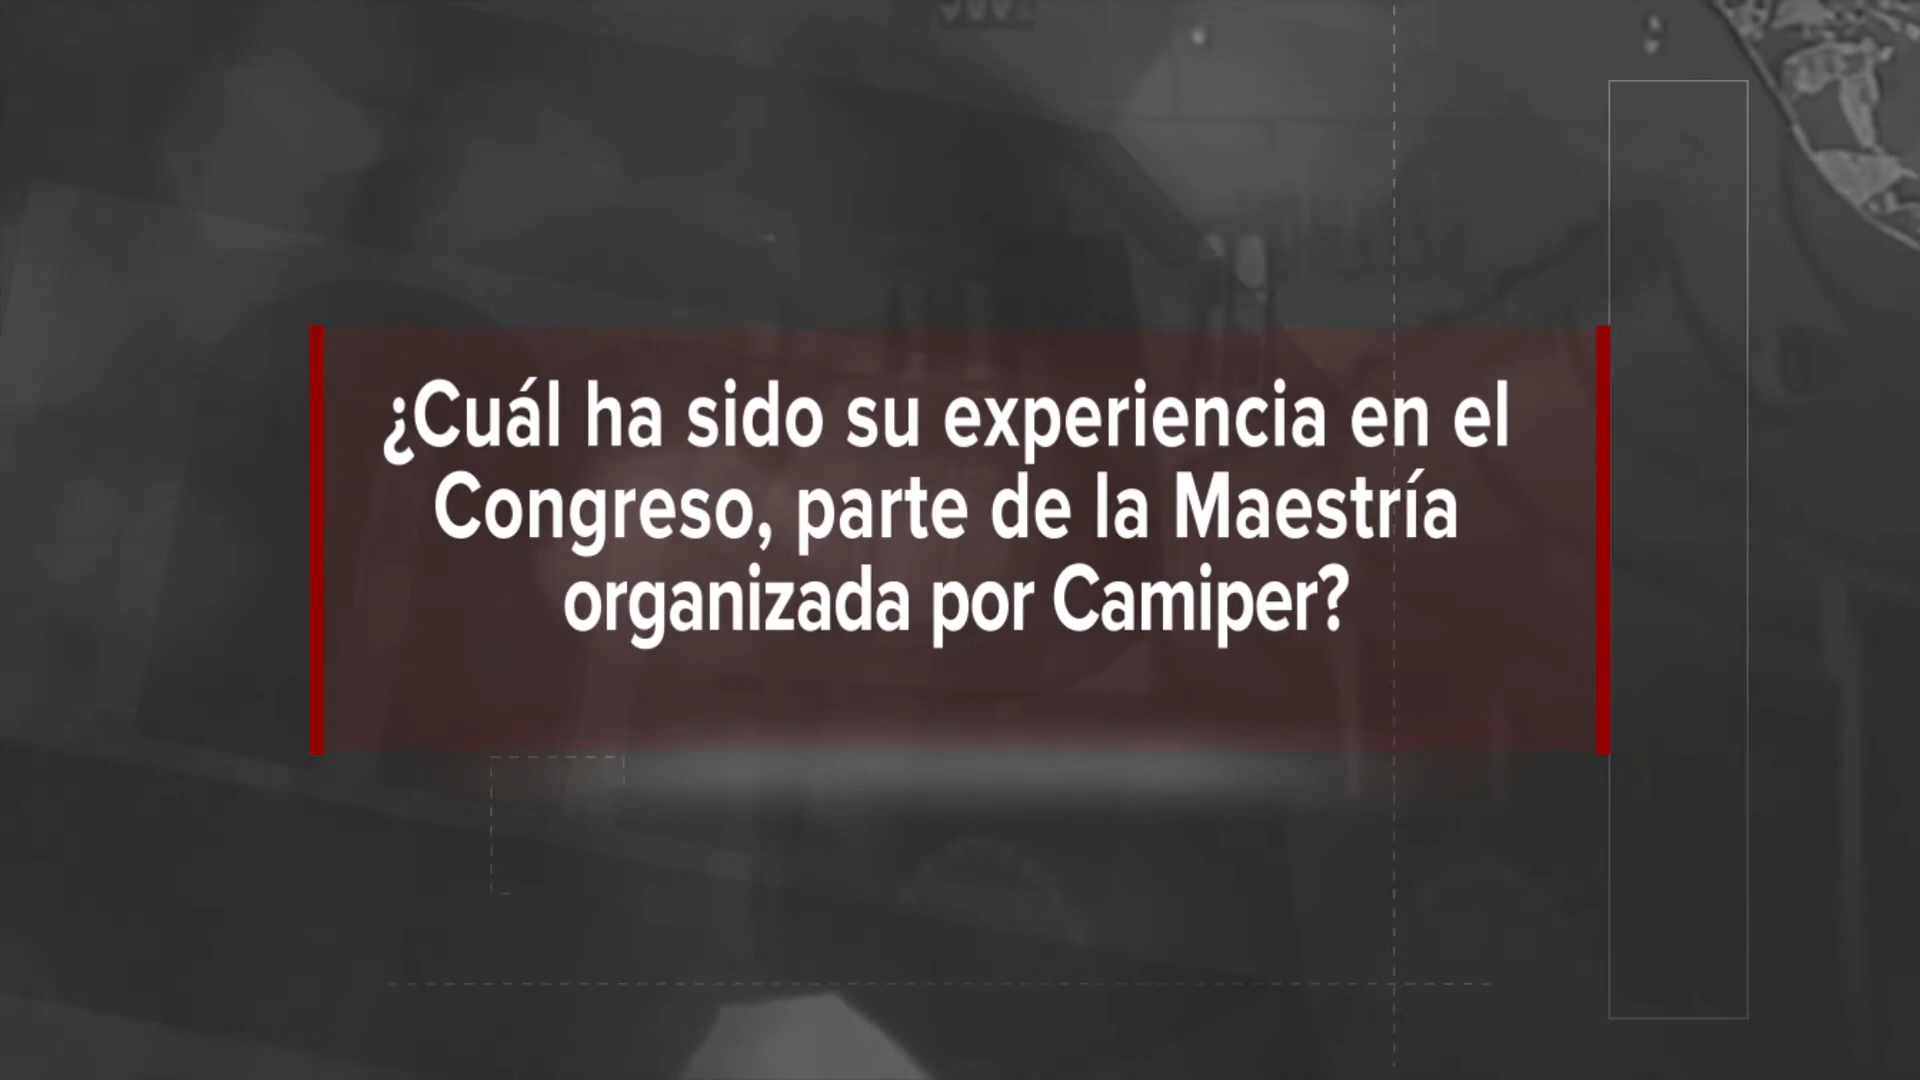 ¿Cuál ha sido su experiencia en el
Congreso, parte de la Maestría
organizada por Camiper?